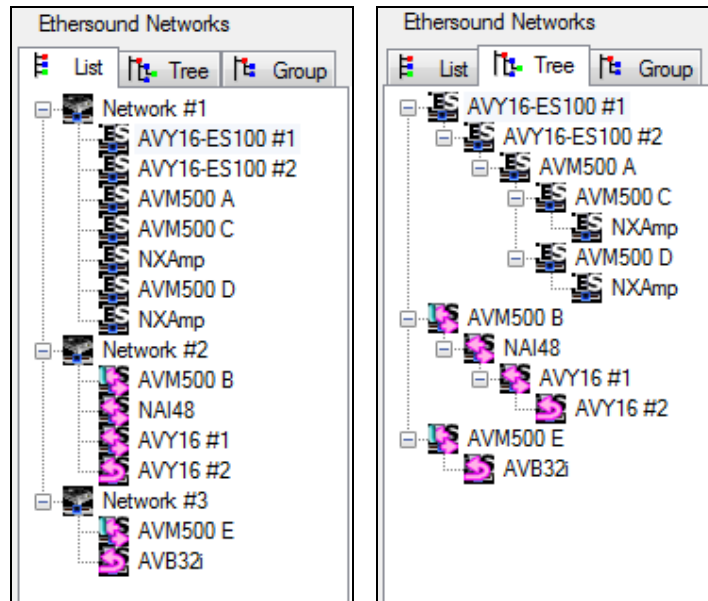 Ethersound Networks
List Tree Group
Network #1
AVY16-ES100 #1
AVY16-ES100 #2
AVM500 A
AVM500 C
NXAmp
AVM500 D
NXAmp
Network #2
AVM500 B
NAI48
AVY16 #1
AVY16 #2
Network #3
AVM500 E
AVB32i
Ethersound Networks
List Tree Group
AVY16-ES100 #1
AVY16-ES100 #2
AVM500 A
AVM500 C
NXAmp
AVM500 D
NXAmp
AVM500 B
NAI48
AVY16 #1
AVY16 #2
AVM500 E
AVB32i